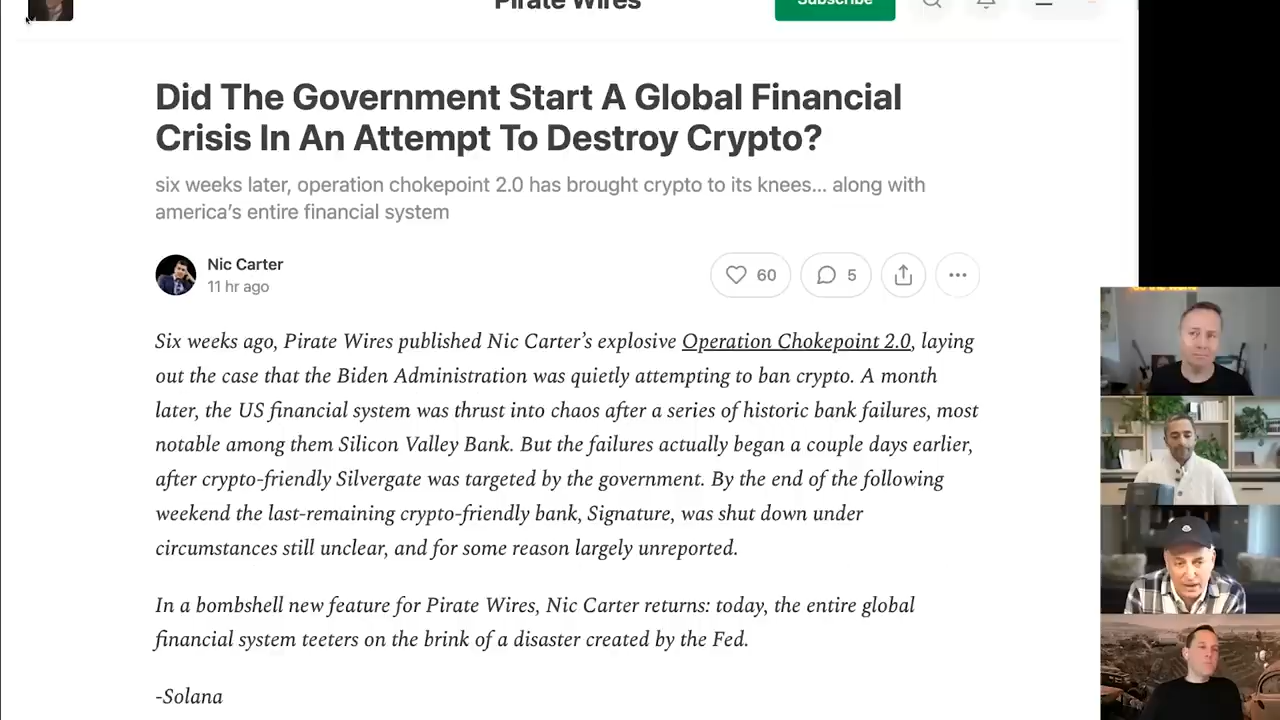 Pirate Wires
Subscribe
Did The Government Start A Global Financial
Crisis In An Attempt To Destroy Crypto?
six weeks later, operation chokepoint 2.0 has brought crypto to its knees... along with
america's entire financial system
Nic Carter
11 hr ago
60
5
Six weeks ago, Pirate Wires published Nic Carter's explosive Operation Chokepoint 2.0, laying
out the case that the Biden Administration was quietly attempting to ban crypto. A month
later, the US financial system was thrust into chaos after a series of historic bank failures, most
notable among them Silicon Valley Bank. But the failures actually began a couple days earlier,
after crypto-friendly Silvergate was targeted by the government. By the end of the following
weekend the last-remaining crypto-friendly bank, Signature, was shut down under
circumstances still unclear, and for some reason largely unreported.
In a bombshell new feature for Pirate Wires, Nic Carter returns: today, the entire global
financial system teeters on the brink of a disaster created by the Fed.
-Solana